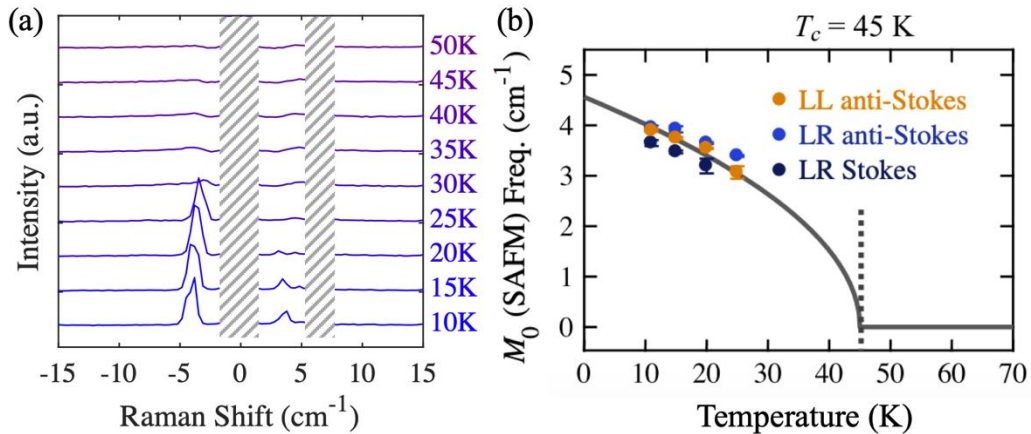 (a)
50K
45K
40K
35K
30K
25K
20K
15K
10K
Intensity (a.u.)
-15 -10 -5 0 5 10 15
Raman Shift (cm⁻¹)
(b)
T_c = 45 K
LL anti-Stokes
LR anti-Stokes
LR Stokes
M₀ (SAFM) Freq. (cm⁻¹)
5
4
3
2
1
0
0 10 20 30 40 50 60 70
Temperature (K)